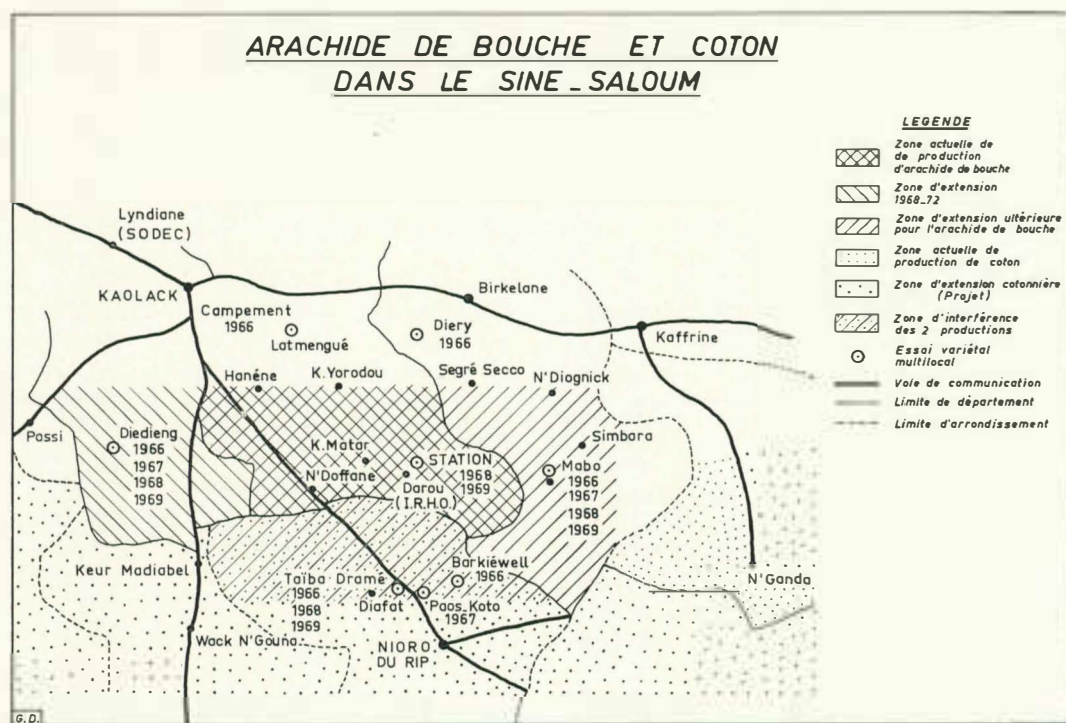 ARACHIDE DE BOUCHE ET COTON
DANS LE SINE_SALOUM
LEGENDE
Zone actuelle de
de production
d'arachide de bouche
Zone d'extension
1968_72
Zone d'extension ultérieure
pour l'arachide de bouche
Zone actuelle de
production de coton
Zone d'extension cotonnière
(Projet)
Zone d'interférence
des 2 productions
Essai variétal
multilocal
Voie de communication
Limite de département
Limite d'arrondissement
Lyndiane
(SODEC)
KAOLACK
Birkelane
Campement
1966
Latmengué
Diery
1966
Kaffrine
Hanéne
K.Yorodou
Segré Secco
N'Diognick
Passi
Diedieng
1966
1967
1968
1969
K.Matar
STATION
1968
1969
Simbara
Mabo
1966
1967
1968
1969
N'Doffane
Darou
(I.R.H.O.)
Keur Madiabel
Taïba Dramé
1966
1968
1969
Diafat
Barkiéwell
1966
Paos Koto
1967
N'Ganda
Wack N'Gouna
NIORO
DU RIP
G.D.